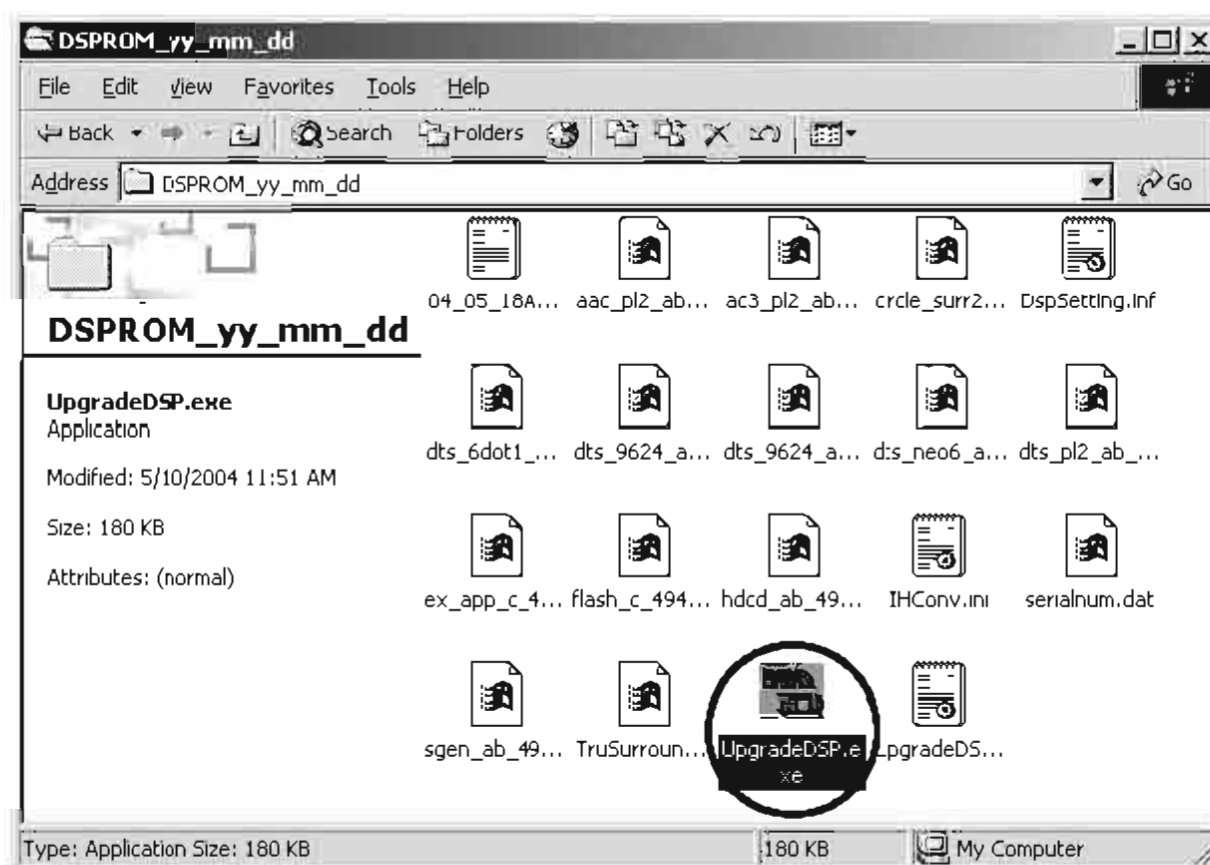 DSPROM_yy_mm_dd
File Edit View Favorites Tools Help
Back Search Folders
Address DSPROM_yy_mm_dd Go
04_05_18A... aac_pl2_ab... ac3_pl2_ab... crcle_surr2... DspSetting.inf
DSPROM_yy_mm_dd
UpgradeDSP.exe
Application
dts_6dot1_... dts_9624_a... dts_9624_a... dts_neo6_a... dts_pl2_ab_...
Modified: 5/10/2004 11:51 AM
Size: 180 KB
Attributes: (normal)
ex_app_c_4... flash_c_494... hdcd_ab_49... IHConv.ini serialnum.dat
sgen_ab_49... TruSurroun... UpgradeDSP.e UpgradeDS...
xe
Type: Application Size: 180 KB 180 KB My Computer